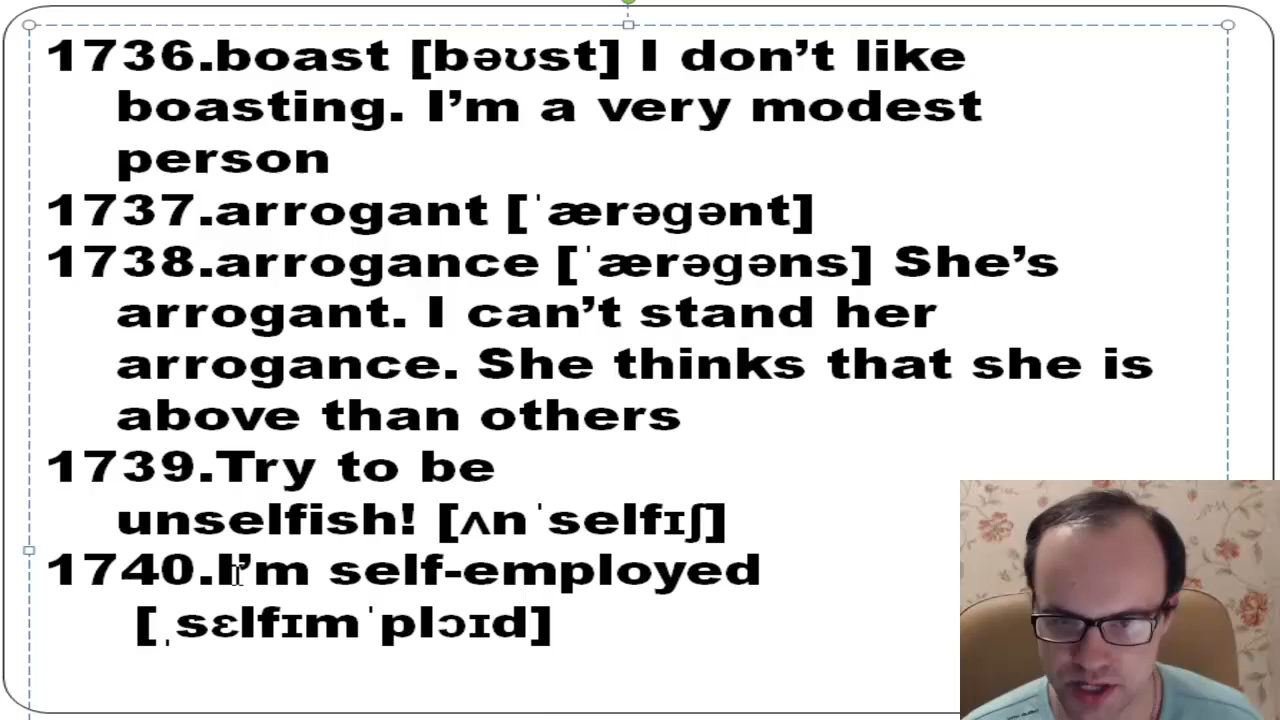 1736.boast [bəʊst] I don’t like
boasting. I’m a very modest
person
1737.arrogant [ˈærəgənt]
1738.arrogance [ˈærəgəns] She’s
arrogant. I can’t stand her
arrogance. She thinks that she is
above than others
1739.Try to be
unselfish! [ʌnˈselfɪʃ]
1740.I’m self-employed
[ˌsɛlfɪmˈplɔɪd]